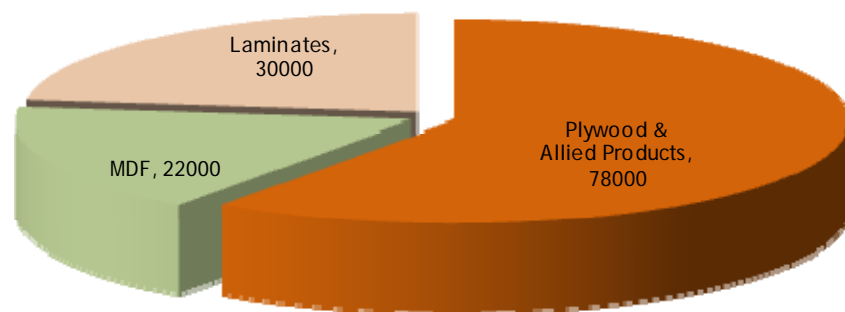 Laminates,
30000
Plywood &
Allied Products,
78000
MDF, 22000